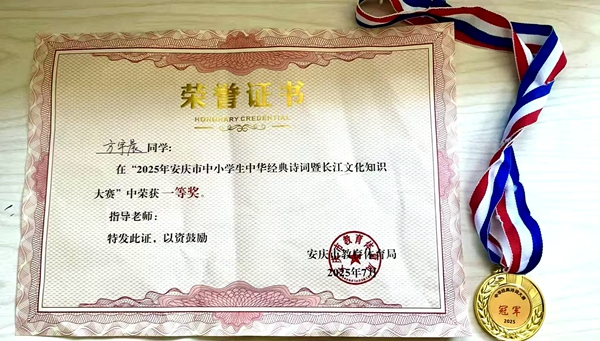 荣誉证书
HONORARY CREDENTIAL
方宇晨 同学：
在“2025年安庆市中小学生中华经典诗词暨长江文化知识
大赛”中荣获 一等奖。
指导老师：
特发此证，以资鼓励
安庆市教育体育局
2025年7月
冠军
2025